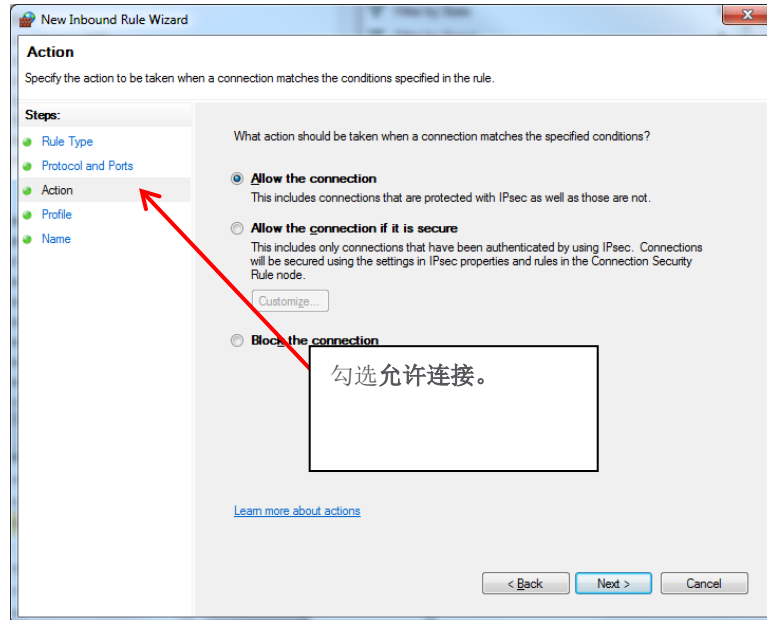 New Inbound Rule Wizard
Action
Specify the action to be taken when a connection matches the conditions specified in the rule.
Steps:
Rule Type
Protocol and Ports
Action
Profile
Name
What action should be taken when a connection matches the specified conditions?
Allow the connection
This includes connections that are protected with IPsec as well as those are not.
Allow the connection if it is secure
This includes only connections that have been authenticated by using IPsec. Connections
will be secured using the settings in IPsec properties and rules in the Connection Security
Rule node.
Customize...
Block the connection
勾选允许连接。
Learn more about actions
< Back
Next >
Cancel